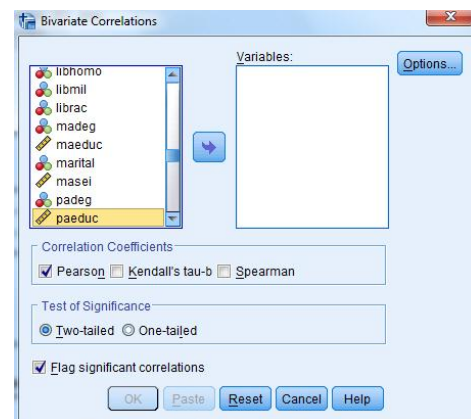 Bivariate Correlations
Variables:
Options...
libhomo
libmil
librac
madeg
maeduc
marital
masei
padeg
paeduc
Correlation Coefficients
Pearson Kendall's tau-b Spearman
Test of Significance
Two-tailed One-tailed
Flag significant correlations
OK Paste Reset Cancel Help